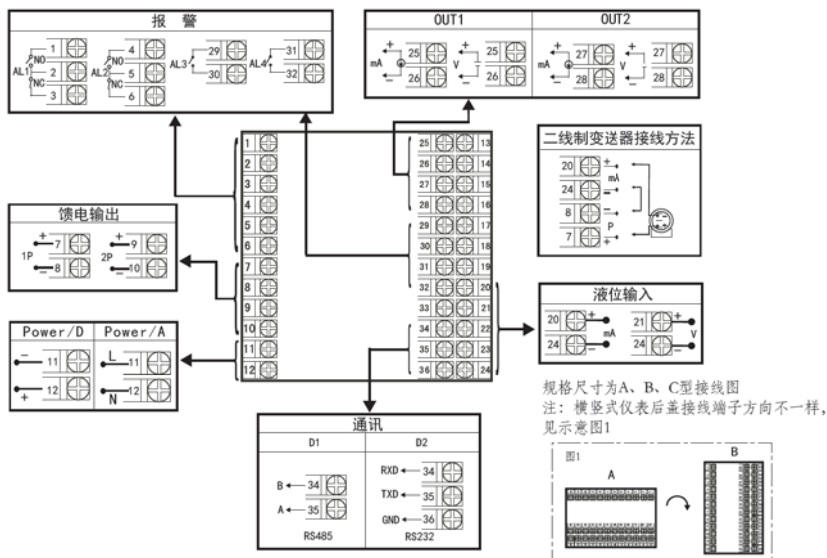 报 警
1 NO 4 NO 29 31
AL1 2 AL2 5 AL3 AL4
NC NC 30 32
3 6
OUT1 OUT2
+ 25 + 25 + 27 + 27
mA V mA V
- 26 - 26 - 28 - 28
二线制变送器接线方法
20 +
mA
24 -
8 -
P
7 +
馈电输出
+ 7 + 9
1P 2P
- 8 - 10
Power/D Power/A
- 11 L 11
+ 12 N 12
1 25 13
2 26 14
3 27 15
4 28 16
5 29 17
6 30 18
7 31 19
8 32 20
9 33 21
10 34 22
11 35 23
12 36 24
液位输入
20 + 21 +
mA V
24 - 24 -
通讯
D1 D2
RXD 34
B 34
TXD 35
A 35
GND 36
RS485 RS232
规格尺寸为A、B、C型接线图
注：横竖式仪表后盖接线端子方向不一样，
见示意图1
图1
A B